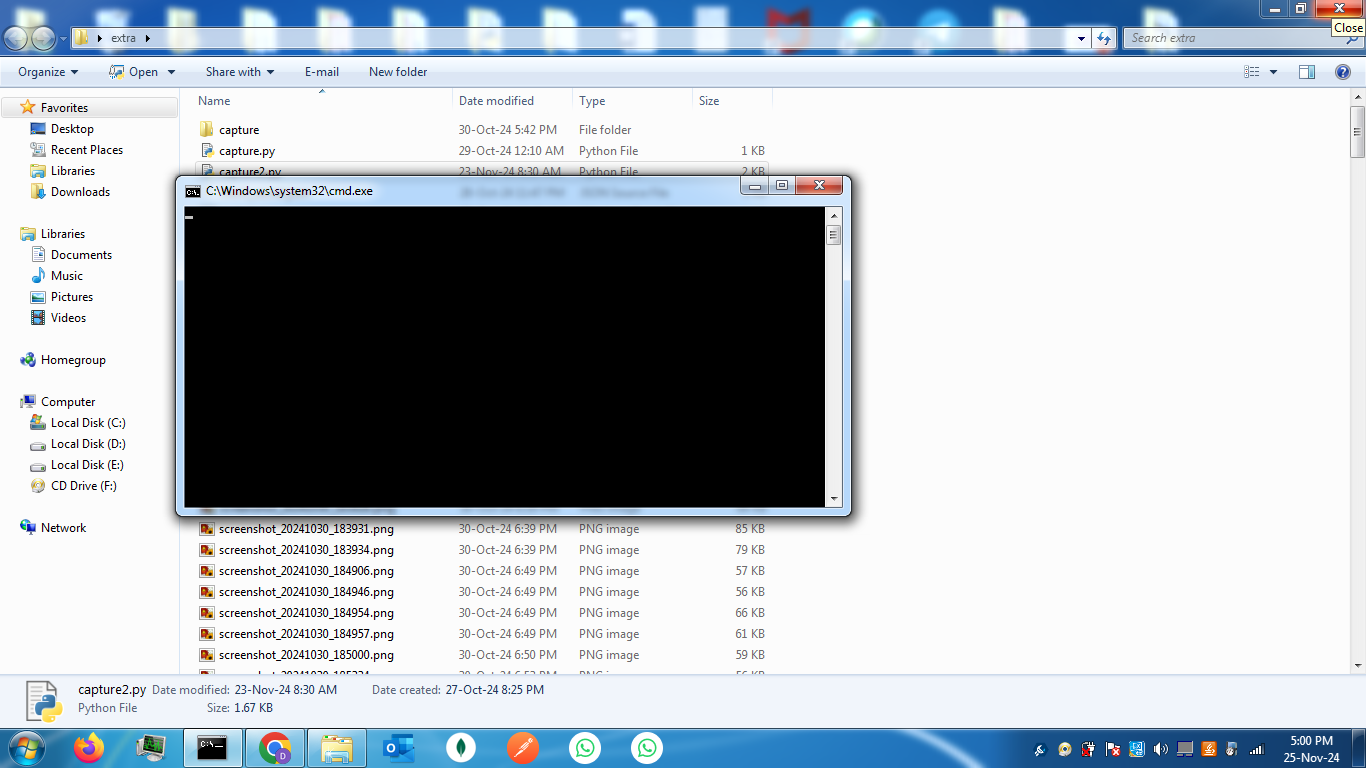 Close
extra
Search extra
Organize Open Share with E-mail New folder
Name Date modified Type Size
Favorites
Desktop
Recent Places
Libraries
Downloads
Libraries
Documents
Music
Pictures
Videos
Homegroup
Computer
Local Disk (C:)
Local Disk (D:)
Local Disk (E:)
CD Drive (F:)
Network
capture 30-Oct-24 5:42 PM File folder
capture.py 29-Oct-24 12:10 AM Python File 1 KB
capture2.py 23-Nov-24 8:30 AM Python File 2 KB
C:\Windows\system32\cmd.exe
screenshot_20241030_183931.png 30-Oct-24 6:39 PM PNG image 85 KB
screenshot_20241030_183934.png 30-Oct-24 6:39 PM PNG image 79 KB
screenshot_20241030_184906.png 30-Oct-24 6:49 PM PNG image 57 KB
screenshot_20241030_184946.png 30-Oct-24 6:49 PM PNG image 56 KB
screenshot_20241030_184954.png 30-Oct-24 6:49 PM PNG image 66 KB
screenshot_20241030_184957.png 30-Oct-24 6:49 PM PNG image 61 KB
screenshot_20241030_185000.png 30-Oct-24 6:50 PM PNG image 59 KB
capture2.py Date modified: 23-Nov-24 8:30 AM Date created: 27-Oct-24 8:25 PM
Python File Size: 1.67 KB
5:00 PM
25-Nov-24